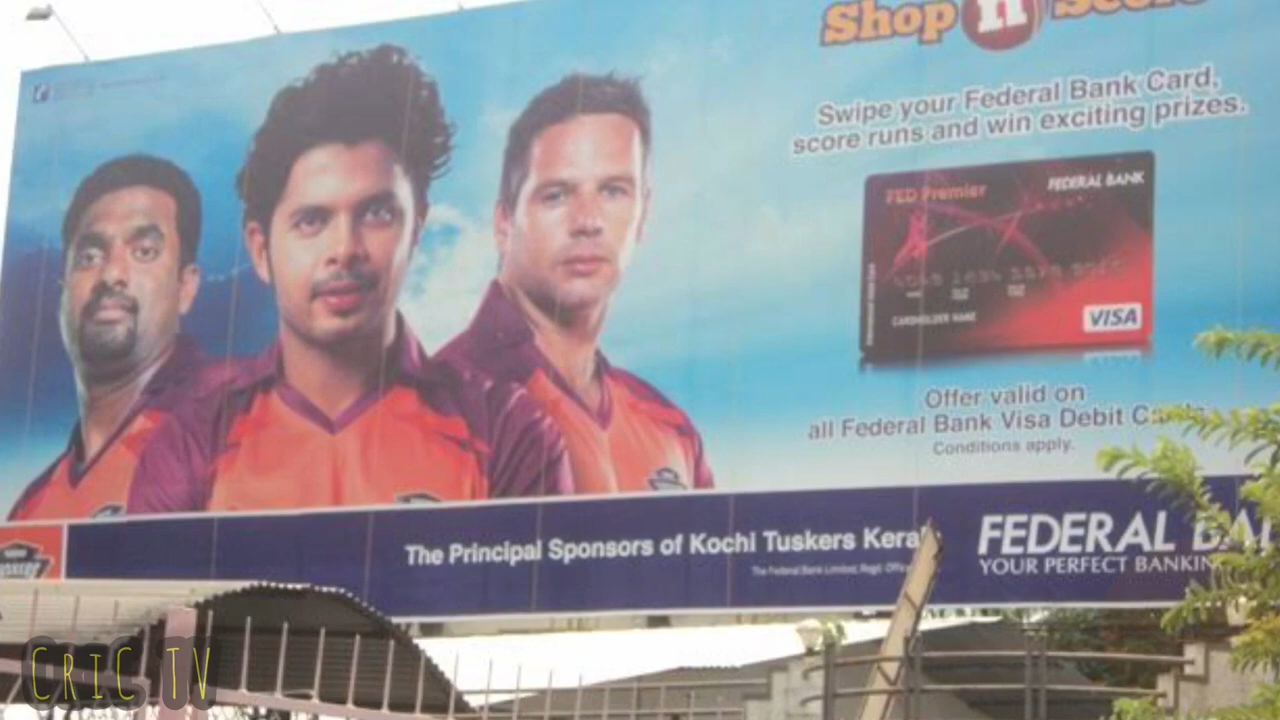 Shop n Score
Swipe your Federal Bank Card,
score runs and win exciting prizes.
FED Premier
FEDERAL BANK
CARDHOLDER NAME
VISA
Offer valid on
all Federal Bank Visa Debit
Conditions apply.
The Principal Sponsors of Kochi Tuskers
FEDERAL
YOUR PERFECT
CRIC TV